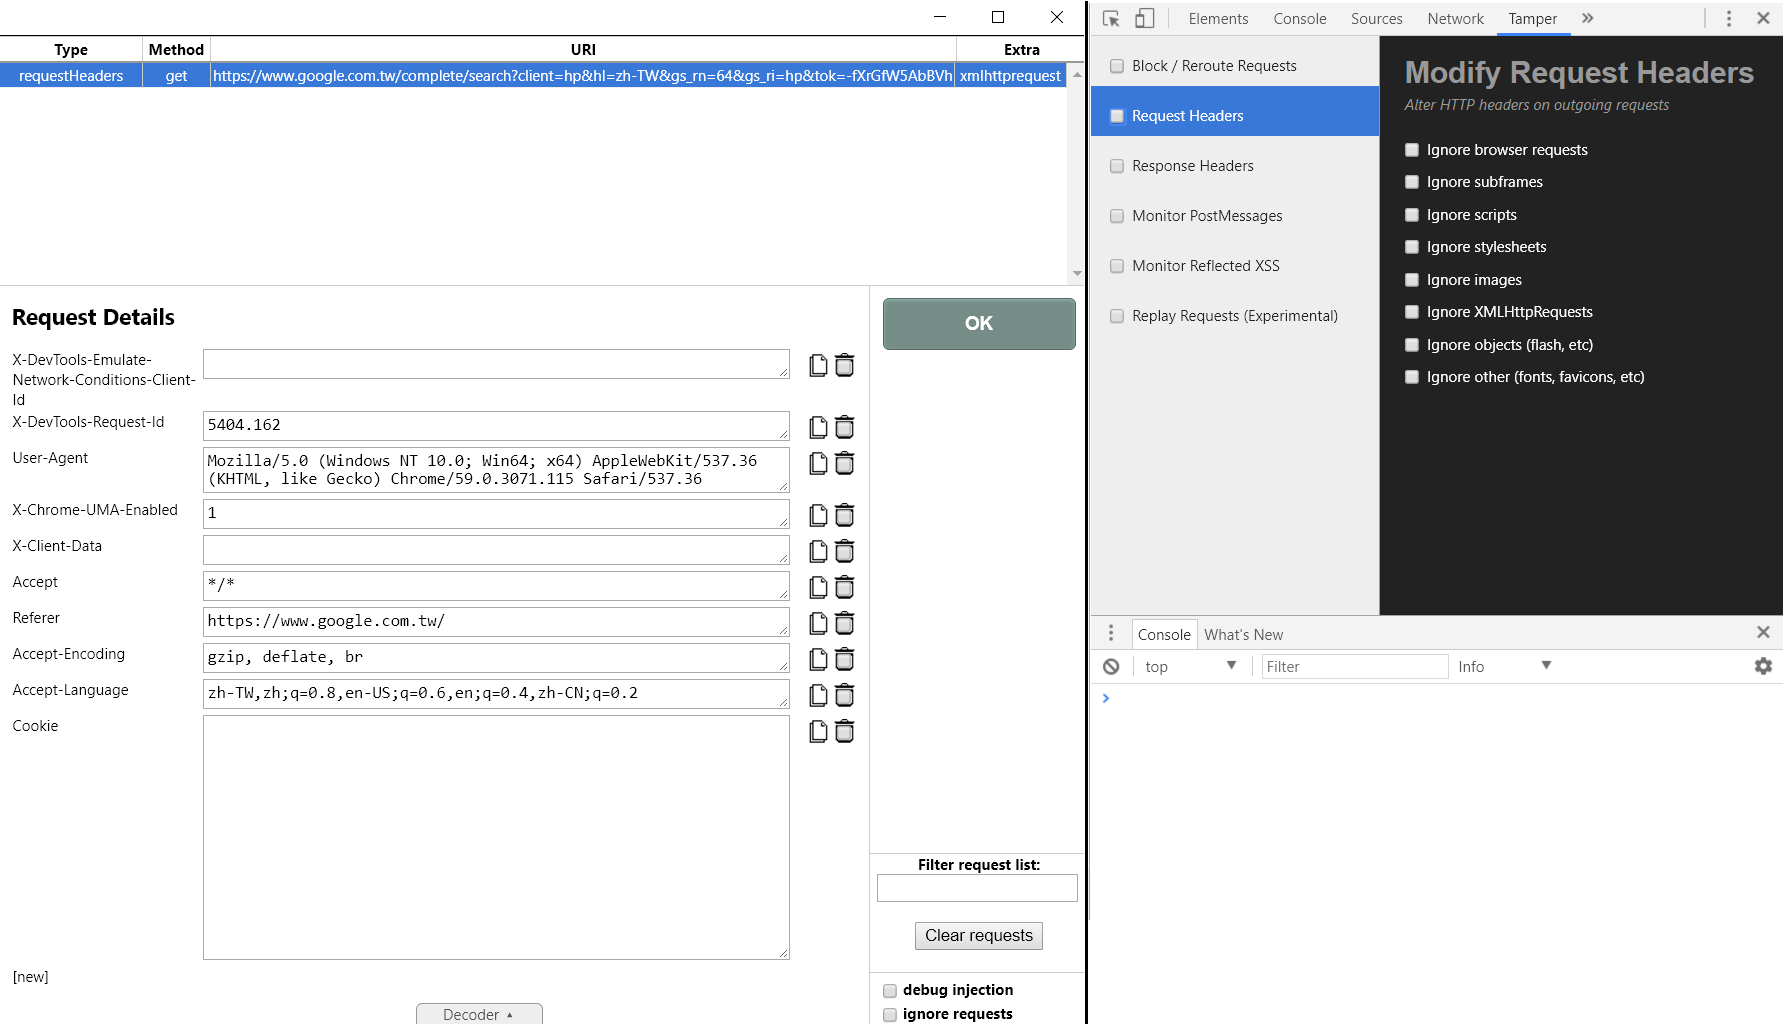 Type Method URI Extra
requestHeaders get https://www.google.com.tw/complete/search?client=hp&hl=zh-TW&gs_rn=64&gs_ri=hp&tok=-fXrGfW5AbBVh xmlhttprequest
Request Details
X-DevTools-Emulate-
Network-Conditions-Client-
Id
X-DevTools-Request-Id 5404.162
User-Agent Mozilla/5.0 (Windows NT 10.0; Win64; x64) AppleWebKit/537.36
(KHTML, like Gecko) Chrome/59.0.3071.115 Safari/537.36
X-Chrome-UMA-Enabled 1
X-Client-Data
Accept */*
Referer https://www.google.com.tw/
Accept-Encoding gzip, deflate, br
Accept-Language zh-TW,zh;q=0.8,en-US;q=0.6,en;q=0.4,zh-CN;q=0.2
Cookie
[new]
Decoder
OK
Filter request list:
Clear requests
debug injection
ignore requests
Elements Console Sources Network Tamper
Block / Reroute Requests
Request Headers
Response Headers
Monitor PostMessages
Monitor Reflected XSS
Replay Requests (Experimental)
Modify Request Headers
Alter HTTP headers on outgoing requests
Ignore browser requests
Ignore subframes
Ignore scripts
Ignore stylesheets
Ignore images
Ignore XMLHttpRequests
Ignore objects (flash, etc)
Ignore other (fonts, favicons, etc)
Console What's New
top Filter Info